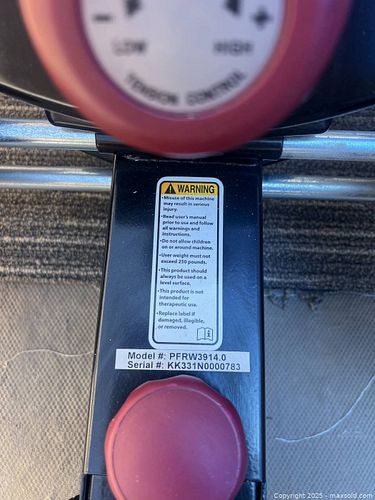 - +
LOW HIGH
TENSION CONTROL
WARNING
•Misuse of this machine
may result in serious
injury.
•Read user's manual
prior to use and follow
all warnings and
instructions.
•Do not allow children
on or around machine.
•User weight must not
exceed 250 pounds.
•This product should
always be used on a
level surface.
•This product is not
intended for
therapeutic use.
•Replace label if
damaged, illegible,
or removed.
Model #: PFRW3914.0
Serial #: KK331N0000783
Copyright 2025 - maxsold.com